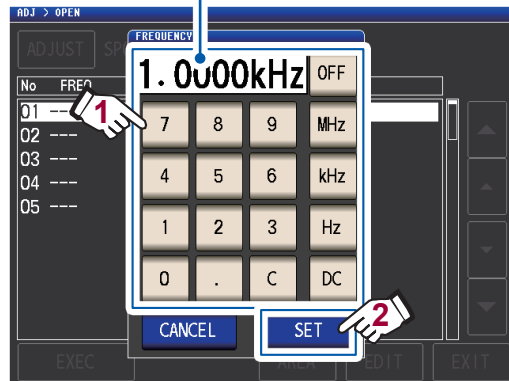 ADJ > OPEN
ADJUST SP
FREQUENCY
1.0000kHz OFF
No FREQ
01 ---
02 ---
03 ---
04 ---
05 ---
1
7 8 9 MHz
4 5 6 kHz
1 2 3 Hz
0 . C DC
CANCEL SET
2
EXEC AREA EDIT EXIT